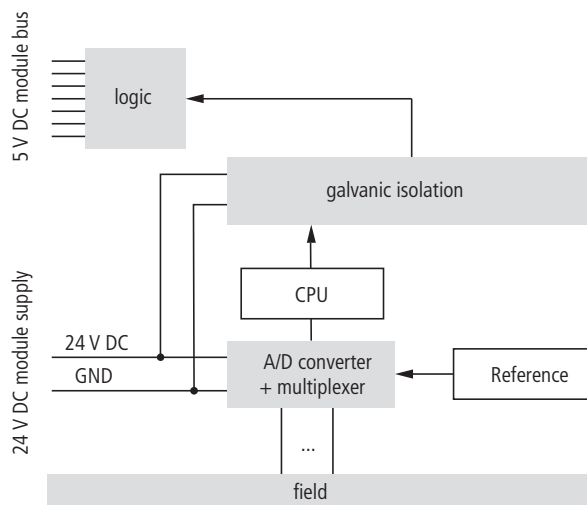 5 V DC module bus
logic
galvanic isolation
CPU
24 V DC module supply
24 V DC
GND
A/D converter
+ multiplexer
Reference
...
field